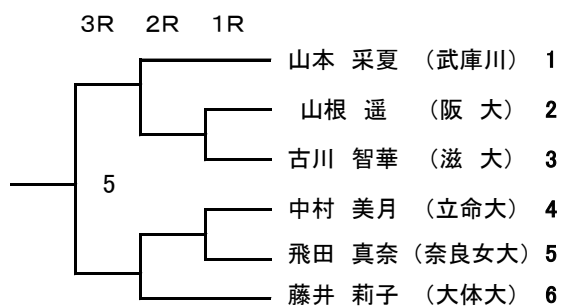 3R 2R 1R
山本 采夏 (武庫川) 1
山根 遥 (阪 大) 2
古川 智華 (滋 大) 3
5
中村 美月 (立命大) 4
飛田 真奈 (奈良女大) 5
藤井 莉子 (大体大) 6